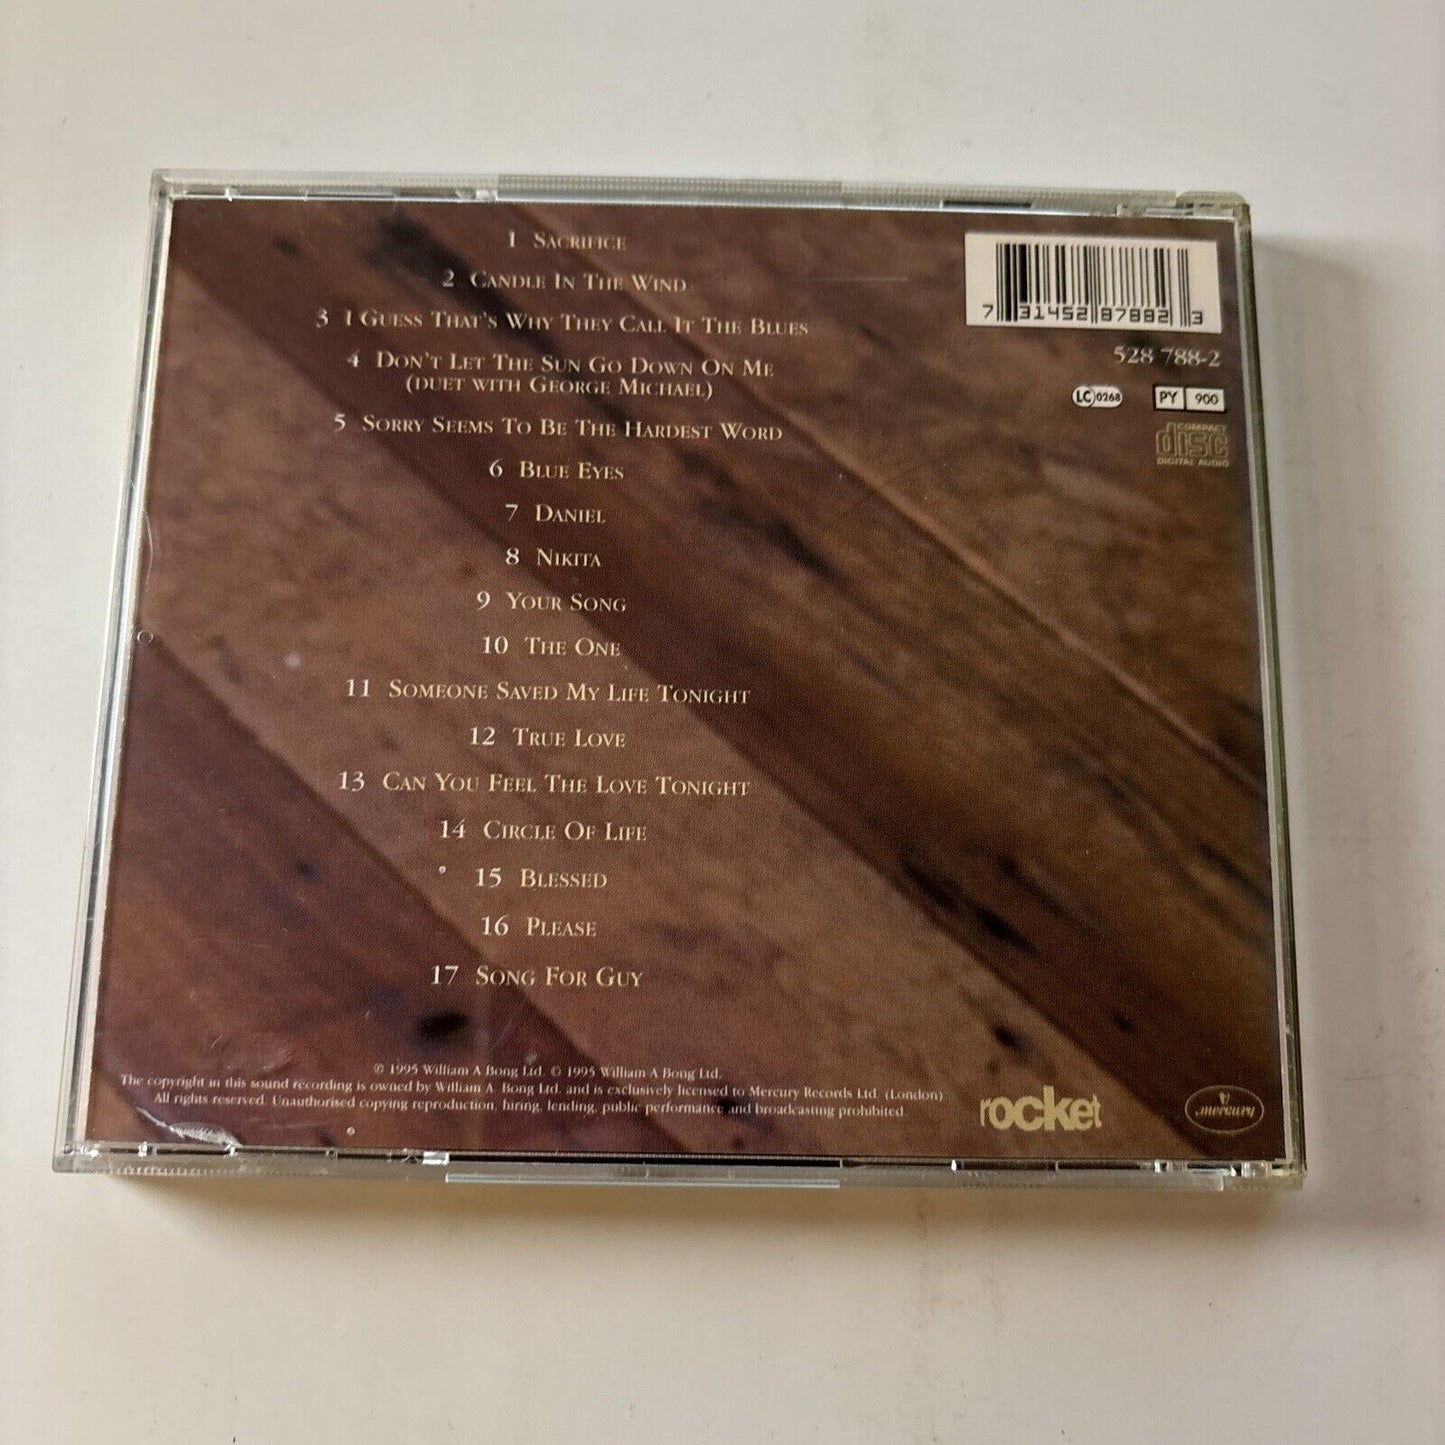 1 Sacrifice
2 Candle In The Wind
3 I Guess That's Why They Call It The Blues
4 Don't Let The Sun Go Down On Me
(duet with George Michael)
5 Sorry Seems To Be The Hardest Word
6 Blue Eyes
7 Daniel
8 Nikita
9 Your Song
10 The One
11 Someone Saved My Life Tonight
12 True Love
13 Can You Feel The Love Tonight
14 Circle Of Life
15 Blessed
16 Please
17 Song For Guy
7 31452 87882 3
528 788-2
LC 0268 PY 900
COMPACT
disc
DIGITAL AUDIO
℗ 1995 William A Bong Ltd. © 1995 William A Bong Ltd.
The copyright in this sound recording is owned by William A. Bong Ltd. and is exclusively licensed to Mercury Records Ltd. (London)
All rights reserved. Unauthorised copying reproduction, hiring, lending, public performance and broadcasting prohibited.
rocket
mercury